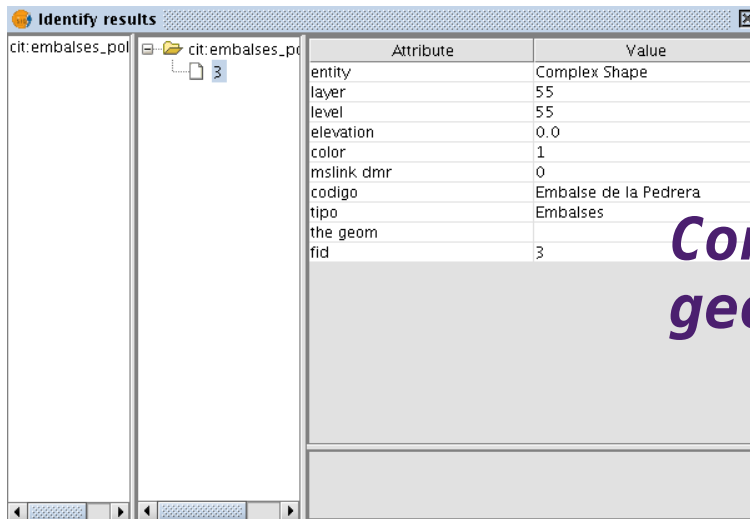 Identify results
cit:embalses_pol
cit:embalses_po
3
Attribute Value
entity Complex Shape
layer 55
level 55
elevation 0.0
color 1
mslink dmr 0
codigo Embalse de la Pedrera
tipo Embalses
the geom
fid 3